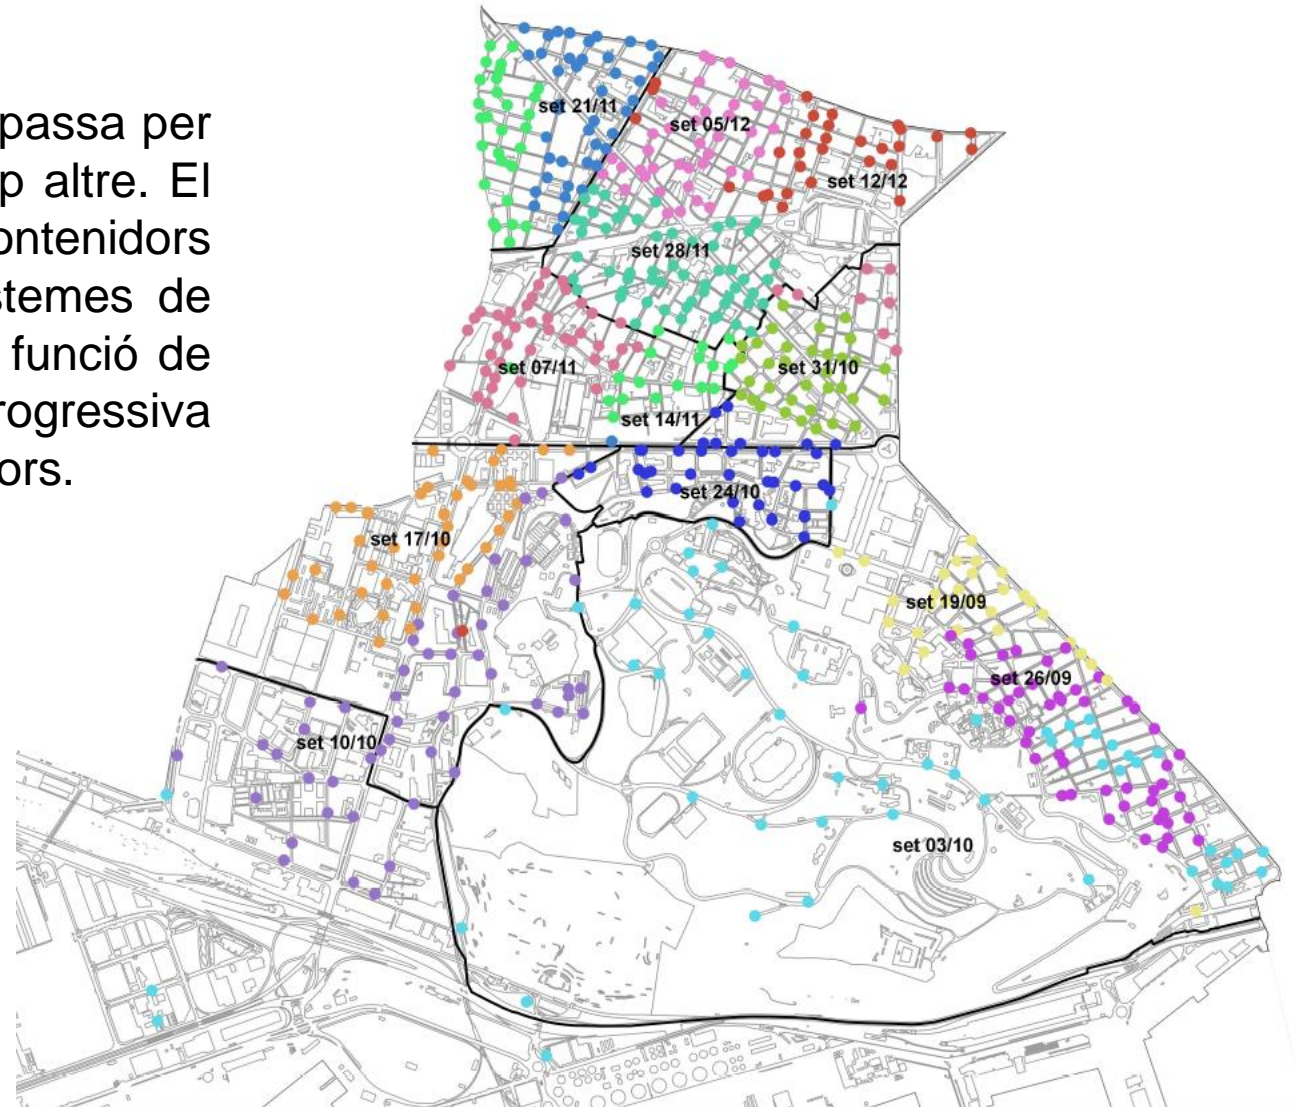 passa per
p altre. El
ontenidors
stemes de
funció de
rogressiva
ors.
set 21/11
set 05/12
set 12/12
set 28/11
set 07/11
set 31/10
set 14/11
set 24/10
set 17/10
set 19/09
set 26/09
set 10/10
set 03/10